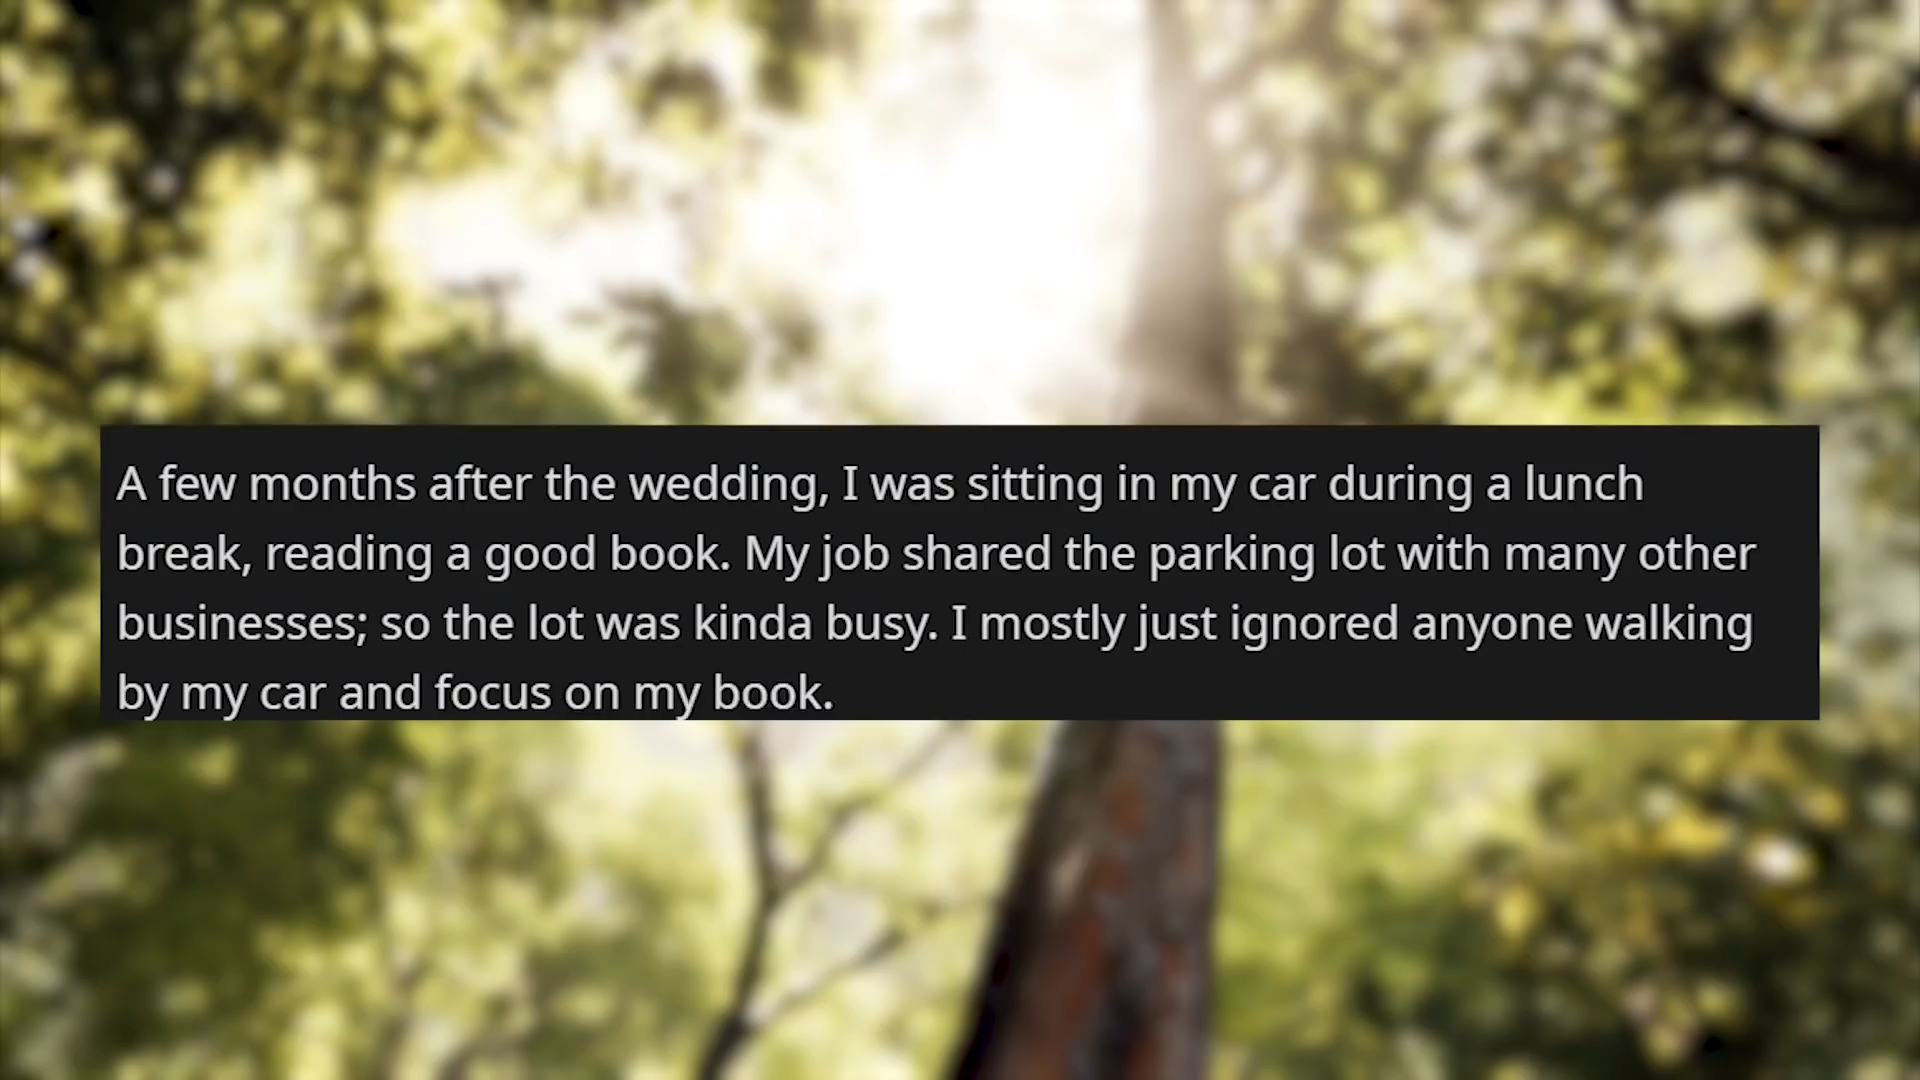 A few months after the wedding, I was sitting in my car during a lunch
break, reading a good book. My job shared the parking lot with many other
businesses; so the lot was kinda busy. I mostly just ignored anyone walking
by my car and focus on my book.